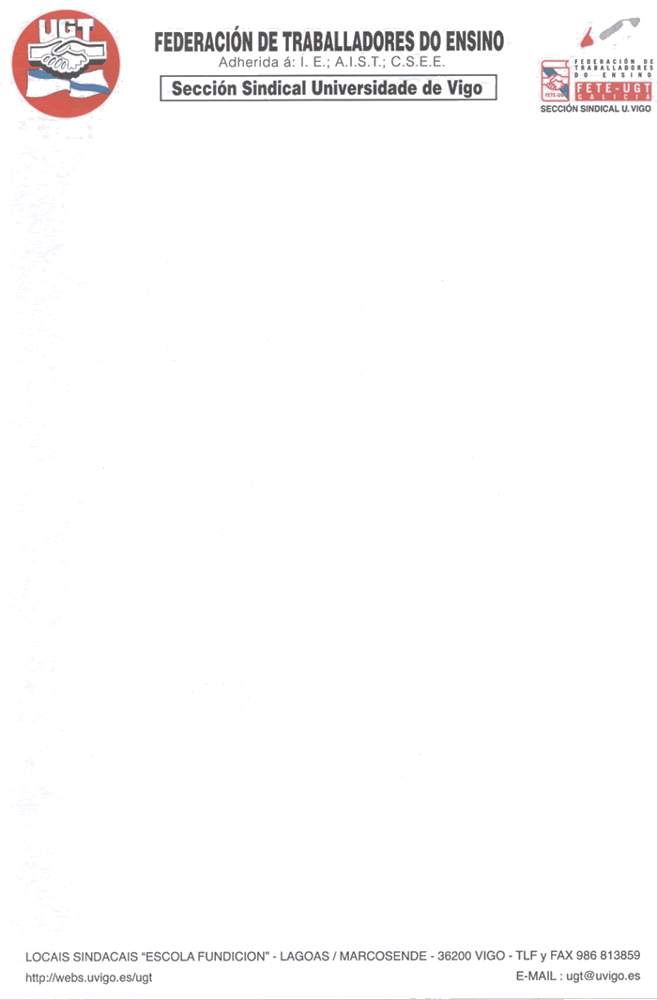 UGT
FEDERACIÓN DE TRABALLADORES DO ENSINO
Adherida á: I. E.; A.I.S.T.; C.S.E.E.
Sección Sindical Universidade de Vigo
FEDERACIÓN DE
TRABALLADORES
DO ENSINO
FETE-UGT
GALICIA
SECCIÓN SINDICAL U. VIGO
LOCAIS SINDACAIS “ESCOLA FUNDICION” - LAGOAS / MARCOSENDE - 36200 VIGO - TLF y FAX 986 813859
http://webs.uvigo.es/ugt
E-MAIL : ugt@uvigo.es